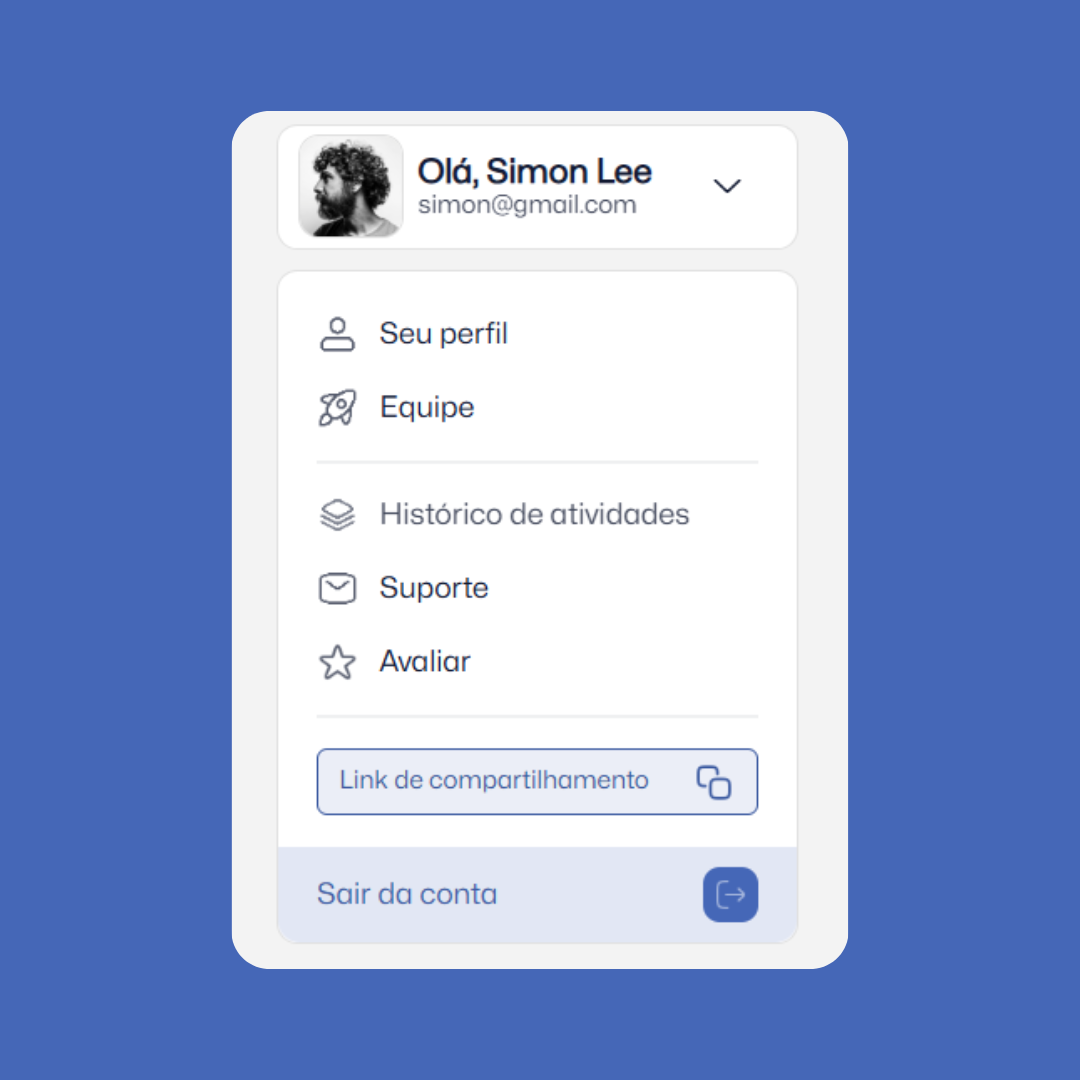 Olá, Simon Lee
simon@gmail.com
Seu perfil
Equipe
Histórico de atividades
Suporte
Avaliar
Link de compartilhamento
Sair da conta